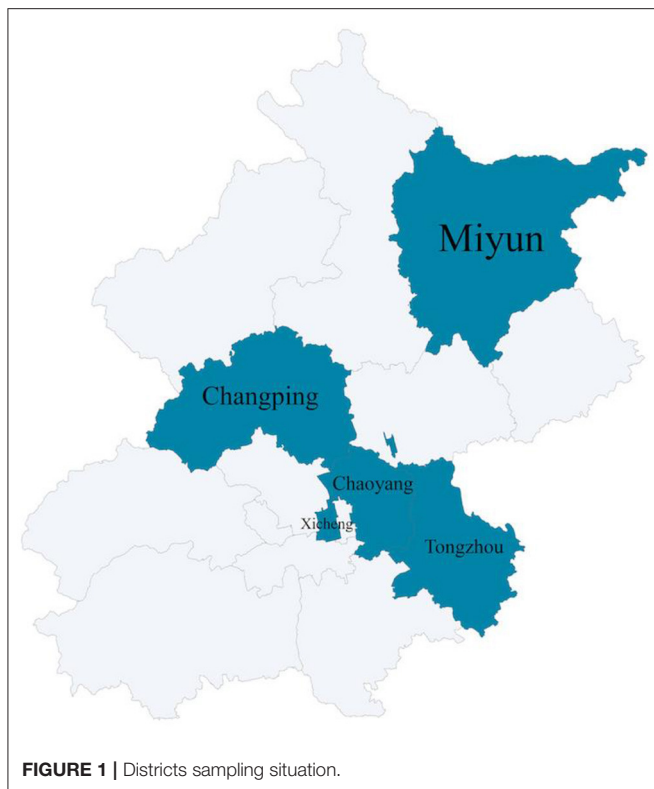 Miyun
Changping
Chaoyang
Xicheng
Tongzhou
FIGURE 1 | Districts sampling situation.